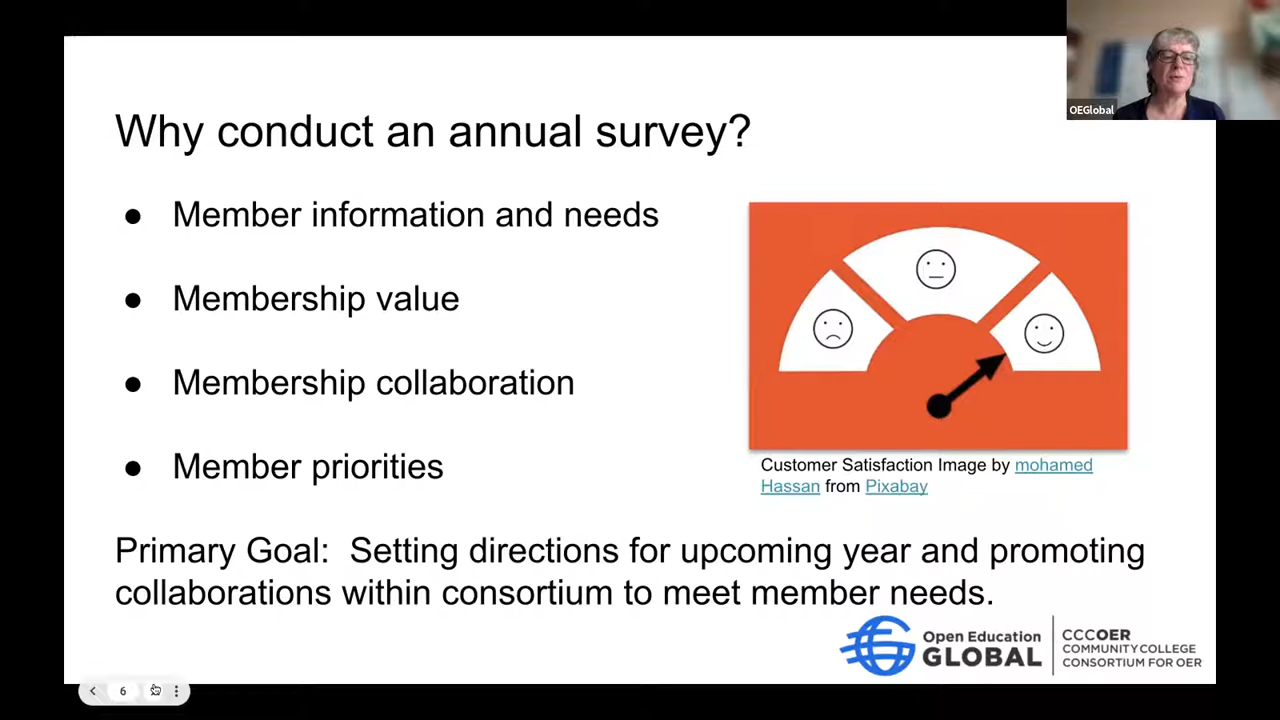 OEGlobal
Why conduct an annual survey?
● Member information and needs
● Membership value
● Membership collaboration
● Member priorities
Customer Satisfaction Image by mohamed
Hassan from Pixabay
Primary Goal:  Setting directions for upcoming year and promoting
collaborations within consortium to meet member needs.
Open Education
GLOBAL
CCCOER
COMMUNITY COLLEGE
CONSORTIUM FOR OER
6